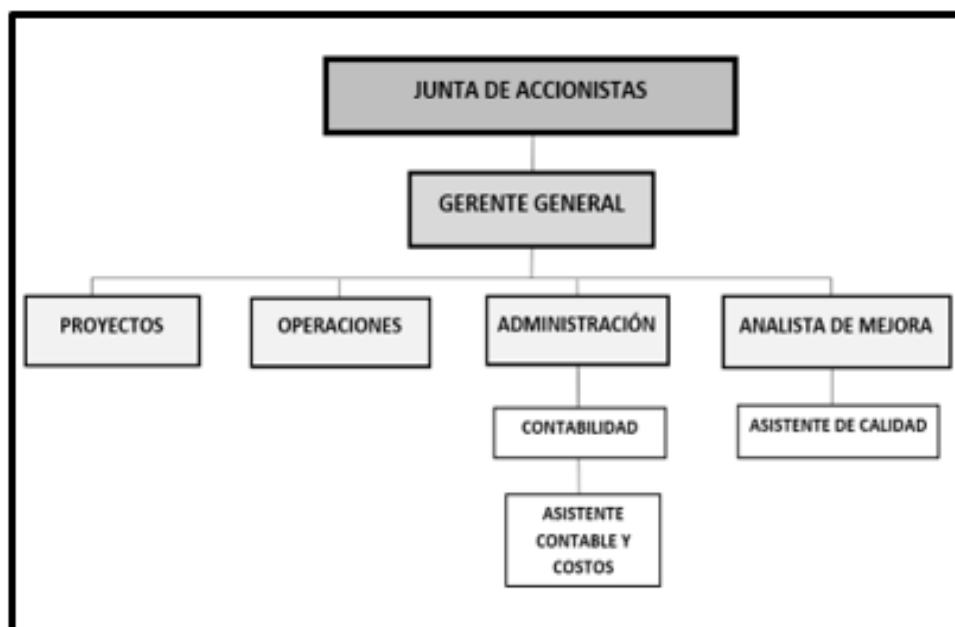 JUNTA DE ACCIONISTAS
GERENTE GENERAL
PROYECTOS
OPERACIONES
ADMINISTRACIÓN
ANALISTA DE MEJORA
CONTABILIDAD
ASISTENTE DE CALIDAD
ASISTENTE
CONTABLE Y
COSTOS